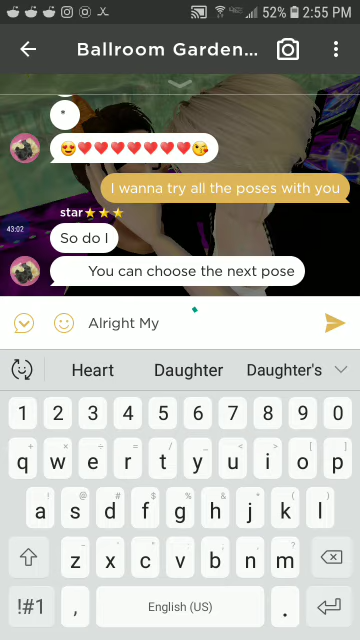 52% 2:55 PM
Ballroom Garden...
*
😍❤️❤️❤️❤️❤️❤️❤️😘
I wanna try all the poses with you
star⭐⭐⭐
43:02
So do I
You can choose the next pose
Alright My
Heart Daughter Daughter's
1 2 3 4 5 6 7 8 9 0
+ × ÷ = / _ < > [ ]
q w e r t y u i o p
! @ # $ % ^ & * ( )
a s d f g h j k l
- ' " : ; , ?
z x c v b n m
!#1 , English (US) .